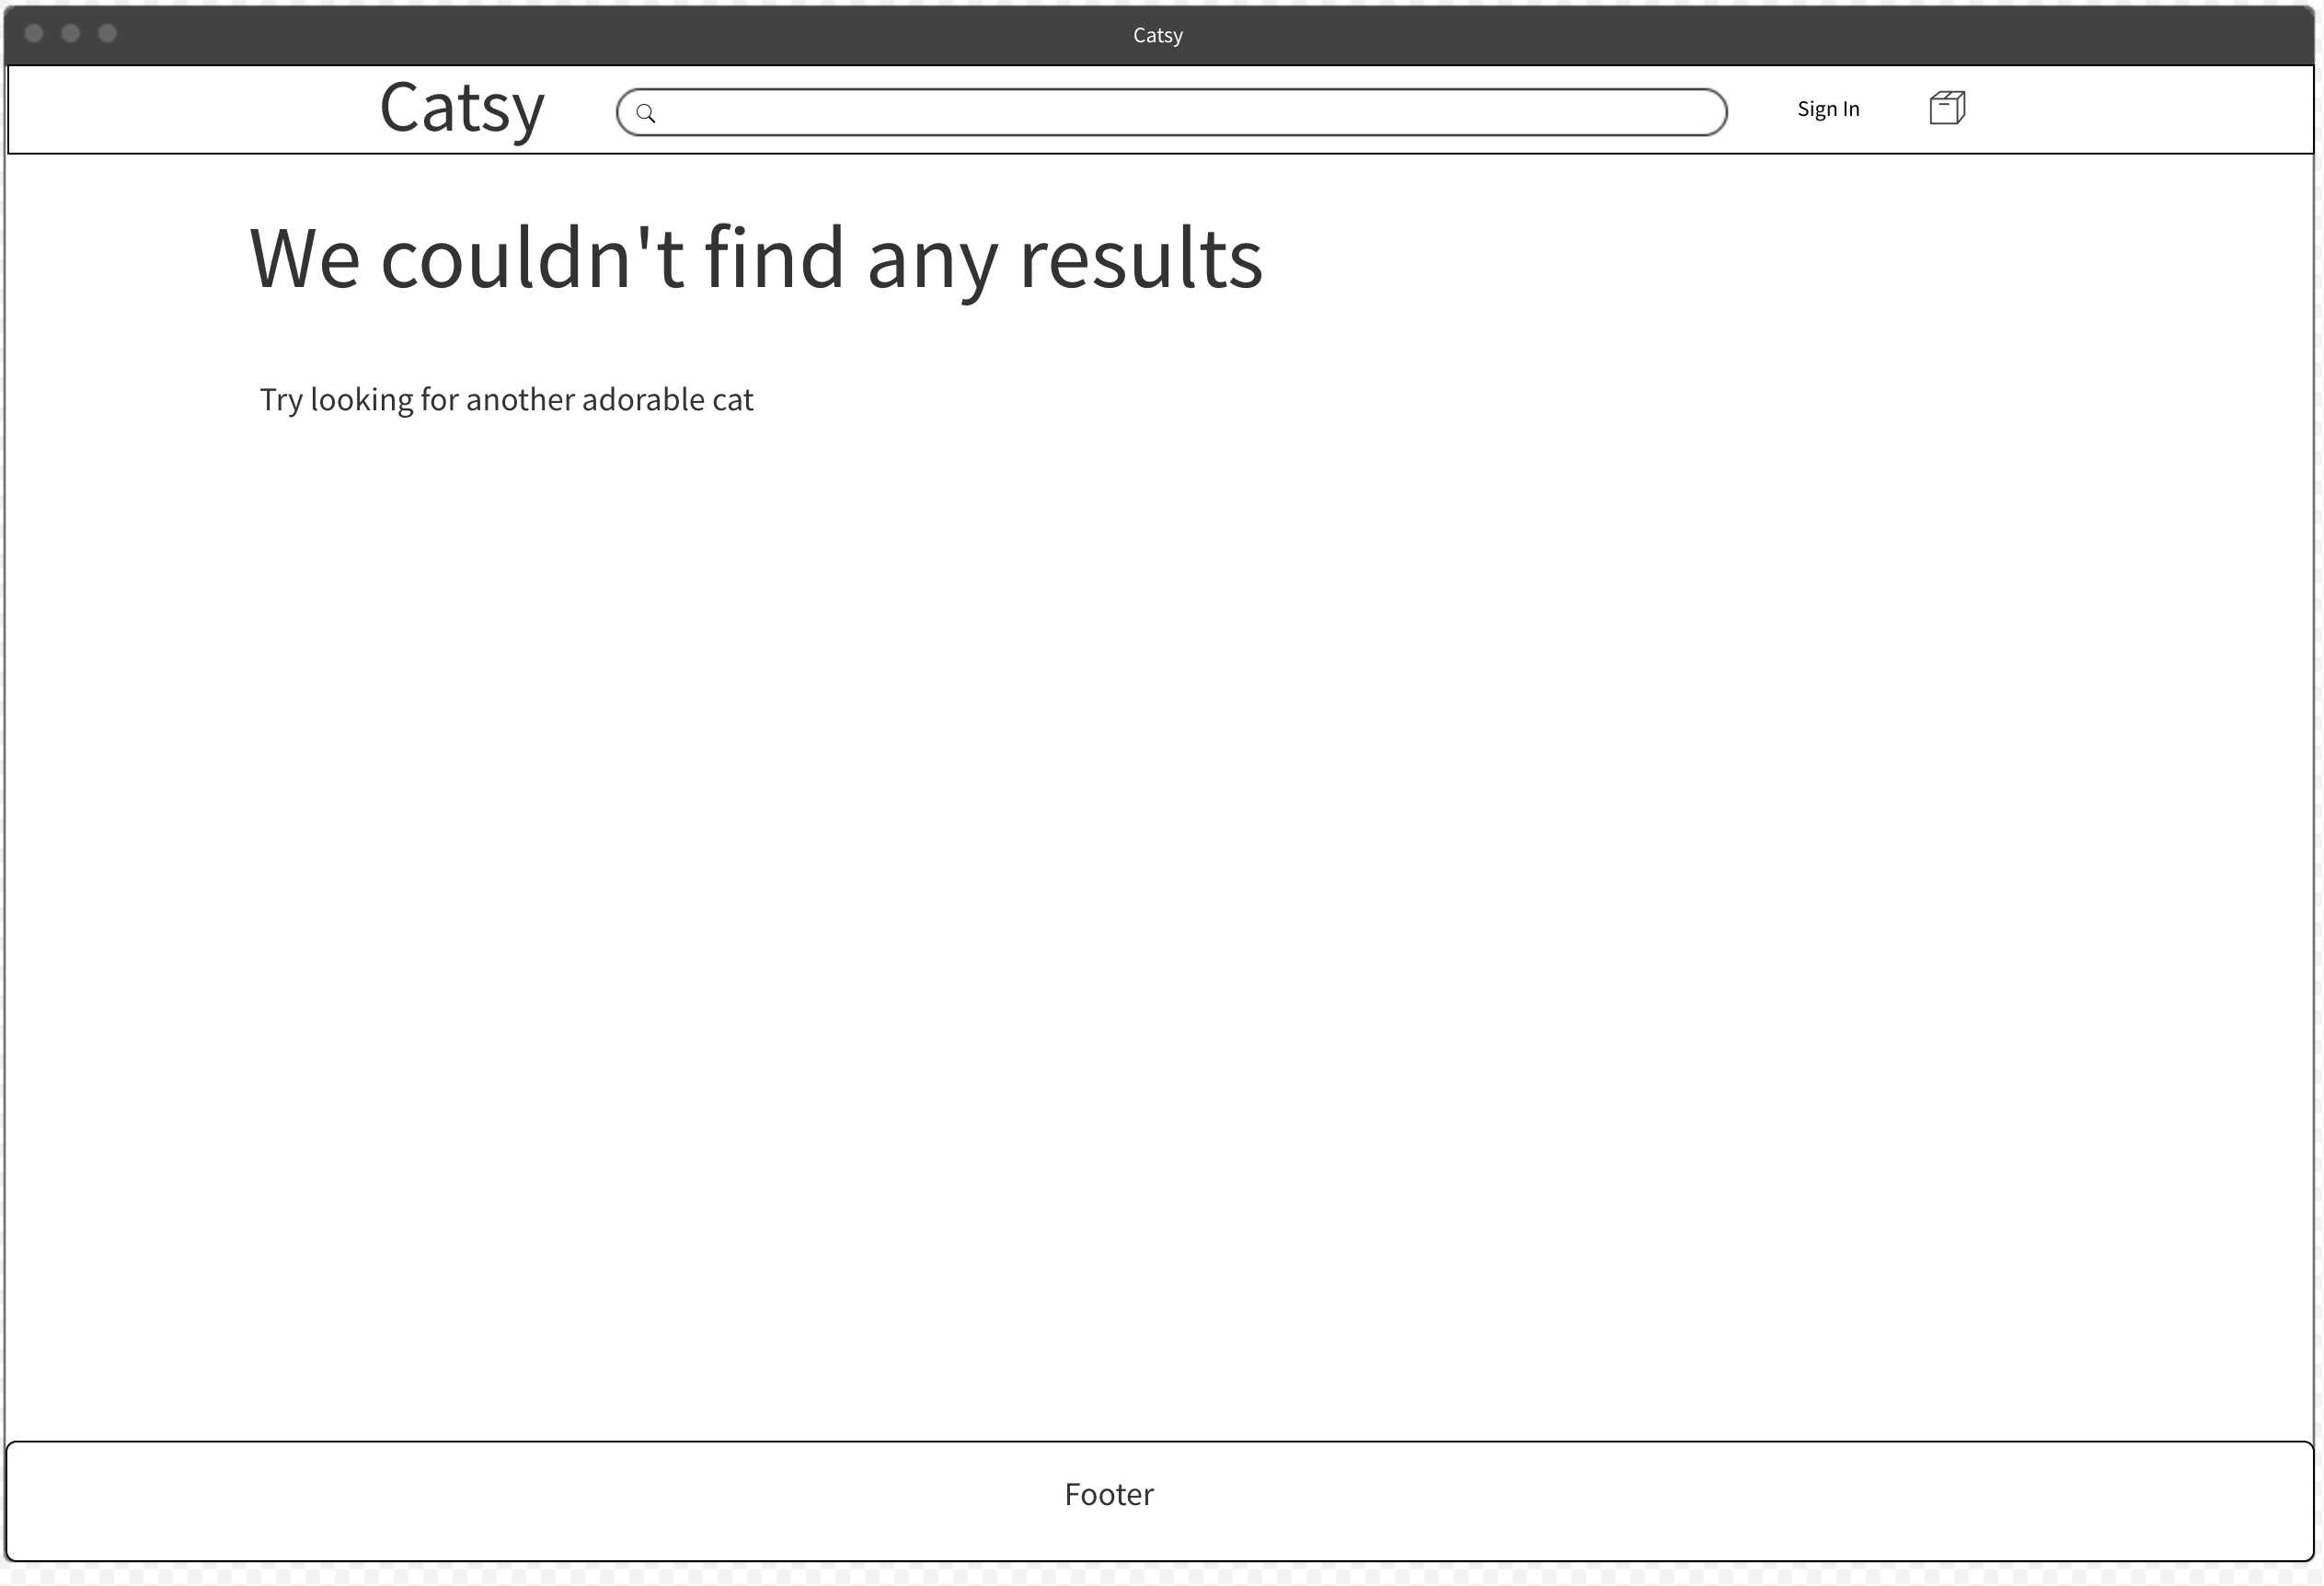 Catsy
Catsy
Sign In
We couldn't find any results
Try looking for another adorable cat
Footer